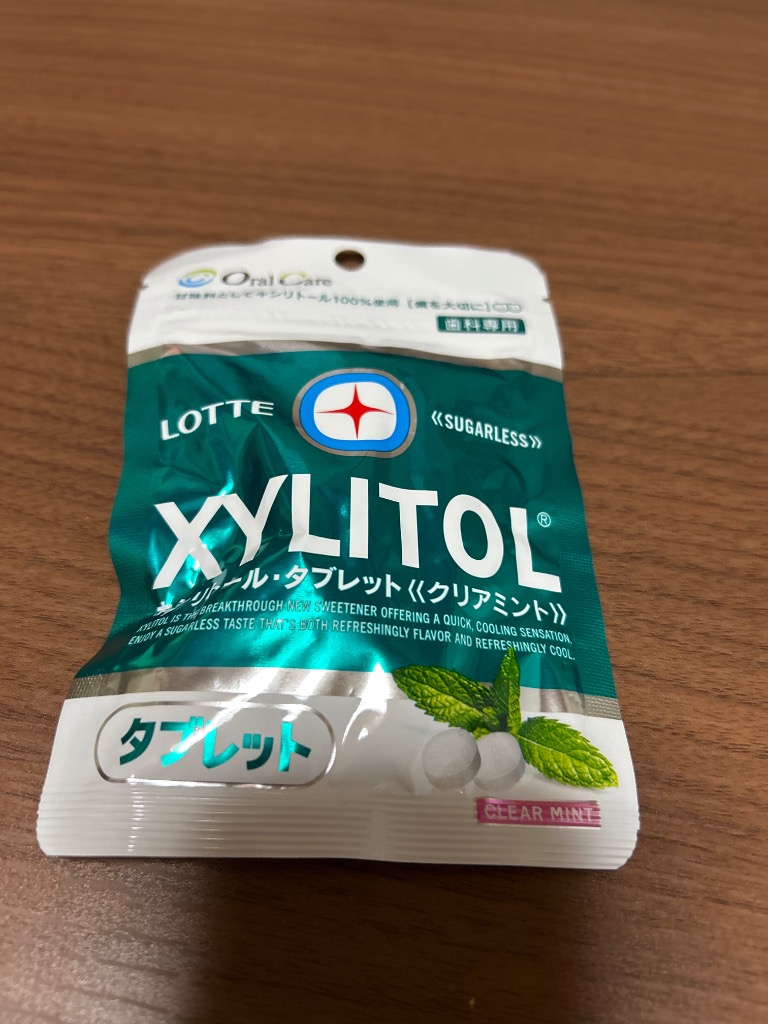 Oral Care
甘味料としてキシリトール100%使用 [歯を大切に]
歯科専用
LOTTE
《SUGARLESS》
XYLITOL®
キシリトール・タブレット《クリアミント》
XYLITOL IS THE BREAKTHROUGH NEW SWEETENER OFFERING A QUICK, COOLING SENSATION.
ENJOY A SUGARLESS TASTE THAT'S BOTH REFRESHINGLY FLAVOR AND REFRESHINGLY COOL.
タブレット
CLEAR MINT